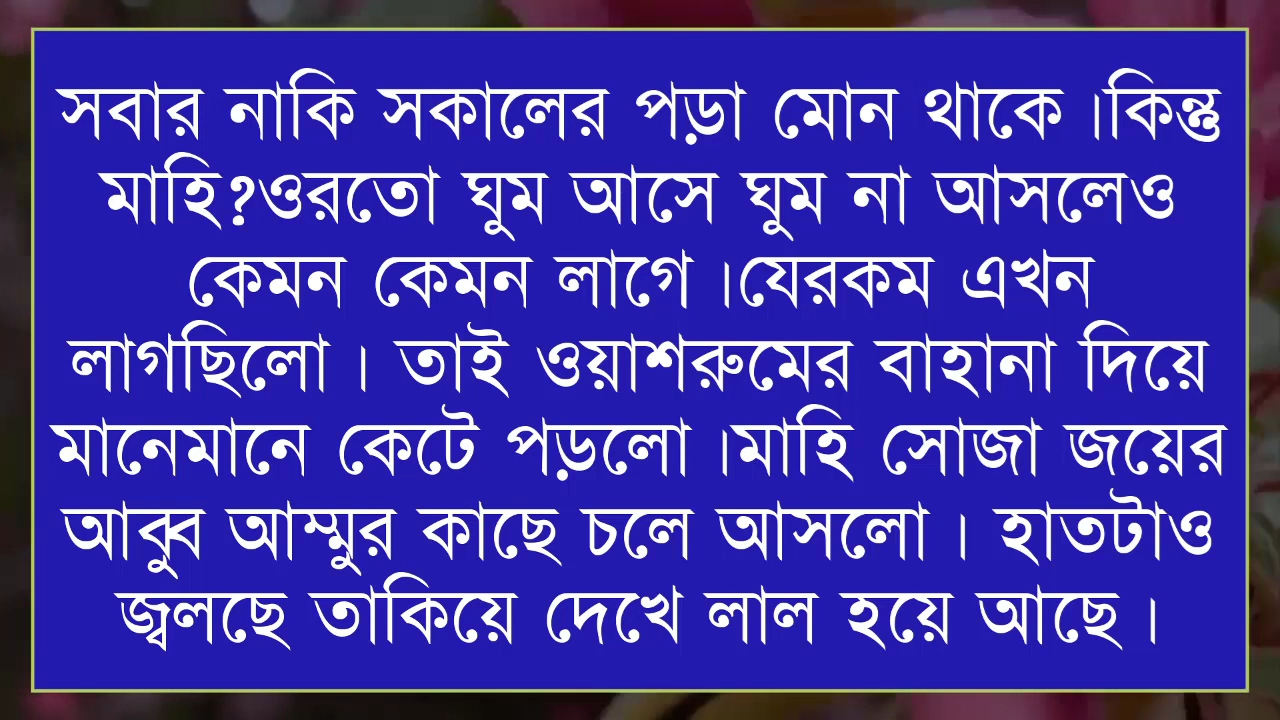 সবার নাকি সকালের পড়া মোন থাকে।কিন্তু
মাহি?ওরতো ঘুম আসে ঘুম না আসলেও
কেমন কেমন লাগে।যেরকম এখন
লাগছিলো। তাই ওয়াশরুমের বাহানা দিয়ে
মানেমানে কেটে পড়লো।মাহি সোজা জয়ের
আব্বু আম্মুর কাছে চলে আসলো। হাতটাও
জ্বলছে তাকিয়ে দেখে লাল হয়ে আছে।